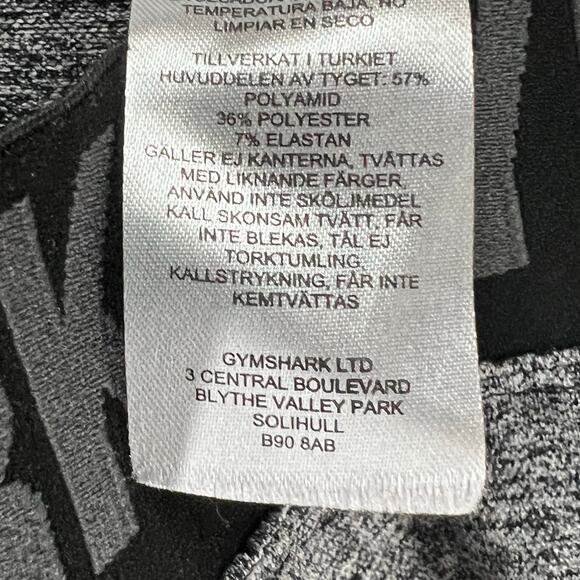 TEMPERATURA BAJA, NO
LIMPIAR EN SECO
TILLVERKAT I TURKIET
HUVUDDELEN AV TYGET: 57%
POLYAMID
36% POLYESTER
7% ELASTAN
GÄLLER EJ KANTERNA, TVÄTTAS
MED LIKNANDE FÄRGER,
ANVÄND INTE SKÖLJMEDEL
KALL SKONSAM TVÄTT, FÅR
INTE BLEKAS, TÅL EJ
TORKTUMLING,
KALLSTRYKNING, FÅR INTE
KEMTVÄTTAS
GYMSHARK LTD
3 CENTRAL BOULEVARD
BLYTHE VALLEY PARK
SOLIHULL
B90 8AB